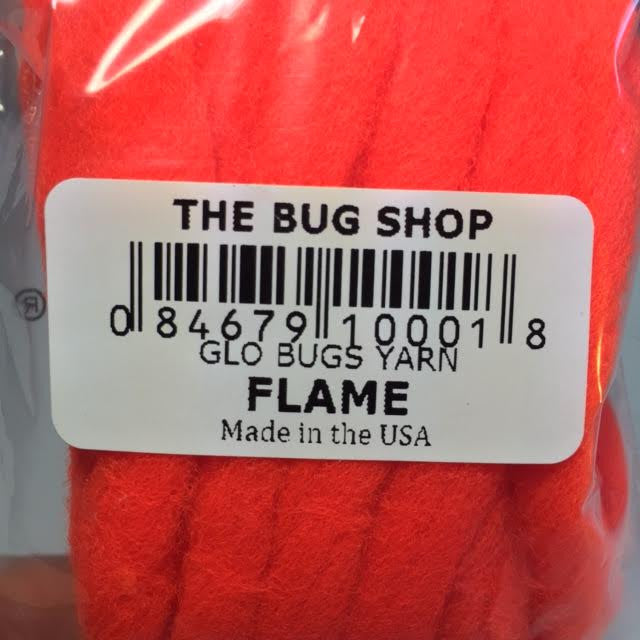 THE BUG SHOP
0 84679 10001 8
GLO BUGS YARN
FLAME
Made in the USA
®